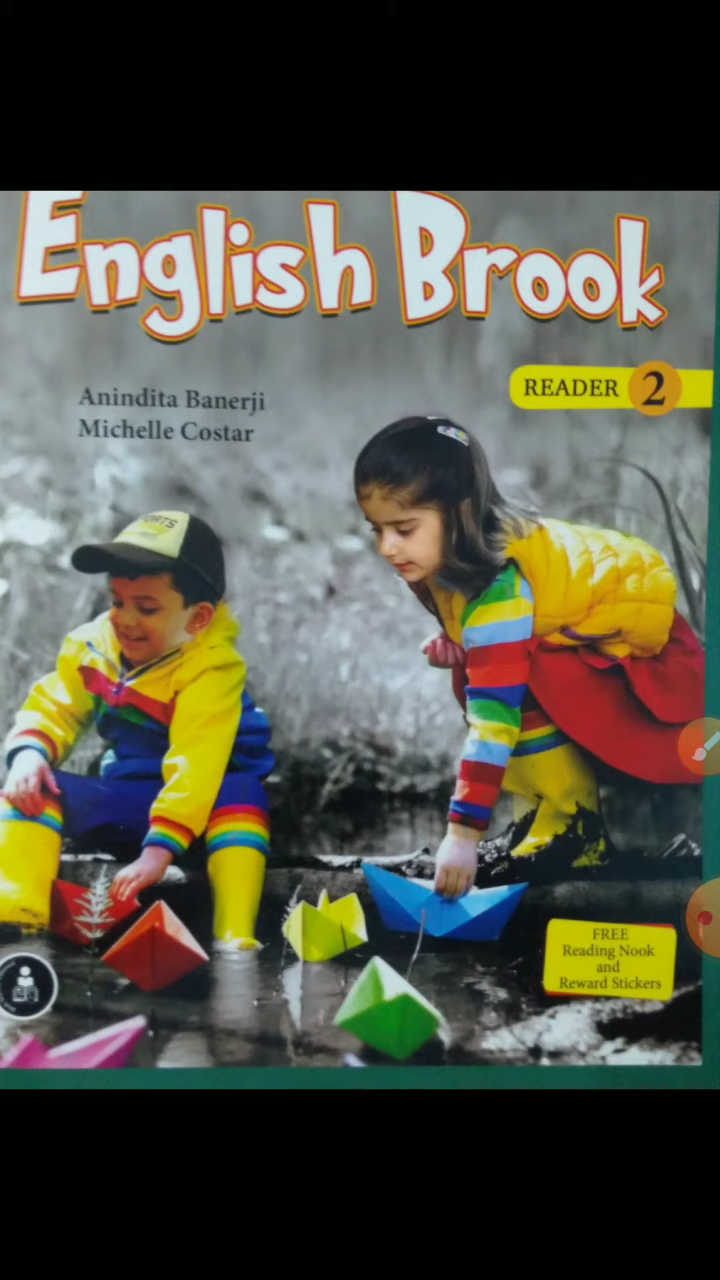 English Brook
READER 2
Anindita Banerji
Michelle Costar
FREE
Reading Nook
and
Reward Stickers